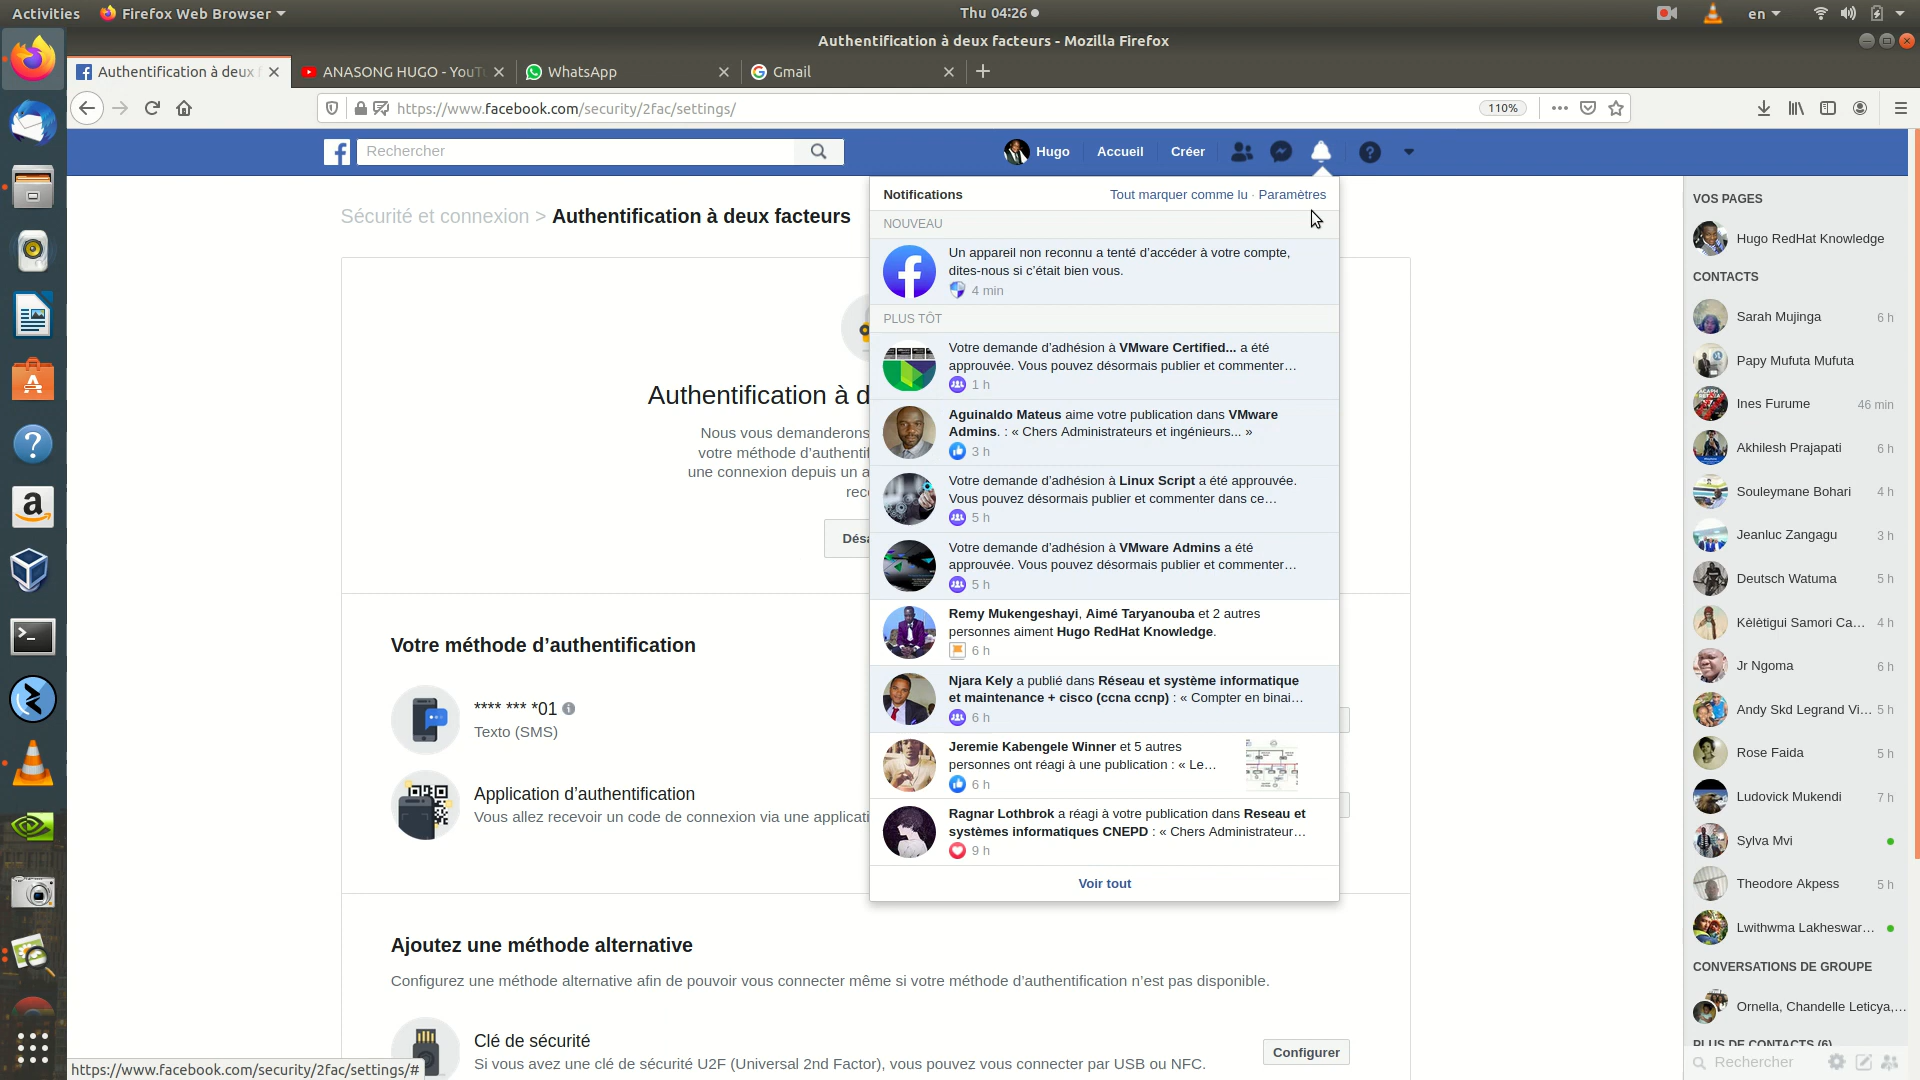 Activities
Firefox Web Browser
Thu 04:26
en
Authentification à deux facteurs - Mozilla Firefox
Authentification à deux f
ANASONG HUGO - YouT
WhatsApp
Gmail
https://www.facebook.com/security/2fac/settings/
110%
Rechercher
Hugo
Accueil
Créer
Sécurité et connexion > Authentification à deux facteurs
Authentification à d
Nous vous demanderons
votre méthode d'authentif
une connexion depuis un a
rec
Désa
Votre méthode d’authentification
**** *** *01
Texto (SMS)
Application d’authentification
Vous allez recevoir un code de connexion via une applicati
Ajoutez une méthode alternative
Configurez une méthode alternative afin de pouvoir vous connecter même si votre méthode d’authentification n’est pas disponible.
Clé de sécurité
Si vous avez une clé de sécurité U2F (Universal 2nd Factor), vous pouvez vous connecter par USB ou NFC.
Configurer
Notifications
Tout marquer comme lu · Paramètres
NOUVEAU
Un appareil non reconnu a tenté d’accéder à votre compte,
dites-nous si c’était bien vous.
4 min
PLUS TÔT
Votre demande d’adhésion à VMware Certified... a été
approuvée. Vous pouvez désormais publier et commenter…
1 h
Aguinaldo Mateus aime votre publication dans VMware
Admins. : « Chers Administrateurs et ingénieurs... »
3 h
Votre demande d’adhésion à Linux Script a été approuvée.
Vous pouvez désormais publier et commenter dans ce…
5 h
Votre demande d’adhésion à VMware Admins a été
approuvée. Vous pouvez désormais publier et commenter…
5 h
Remy Mukengeshayi, Aimé Taryanouba et 2 autres
personnes aiment Hugo RedHat Knowledge.
6 h
Njara Kely a publié dans Réseau et système informatique
et maintenance + cisco (ccna ccnp) : « Compter en binai…
6 h
Jeremie Kabengele Winner et 5 autres
personnes ont réagi à une publication : « Le…
6 h
Ragnar Lothbrok a réagi à votre publication dans Reseau et
systèmes informatiques CNEPD : « Chers Administrateur…
9 h
Voir tout
VOS PAGES
Hugo RedHat Knowledge
CONTACTS
Sarah Mujinga 6 h
Papy Mufuta Mufuta
Ines Furume 46 min
Akhilesh Prajapati 6 h
Souleymane Bohari 4 h
Jeanluc Zangagu 3 h
Deutsch Watuma 5 h
Kèlètigui Samori Ca... 4 h
Jr Ngoma 6 h
Andy Skd Legrand Vi... 5 h
Rose Faida 5 h
Ludovick Mukendi 7 h
Sylva Mvi
Theodore Akpess 5 h
Lwithwma Lakheswar...
CONVERSATIONS DE GROUPE
Ornella, Chandelle Leticya,...
PLUS DE CONTACTS (6)
Rechercher
https://www.facebook.com/security/2fac/settings/#